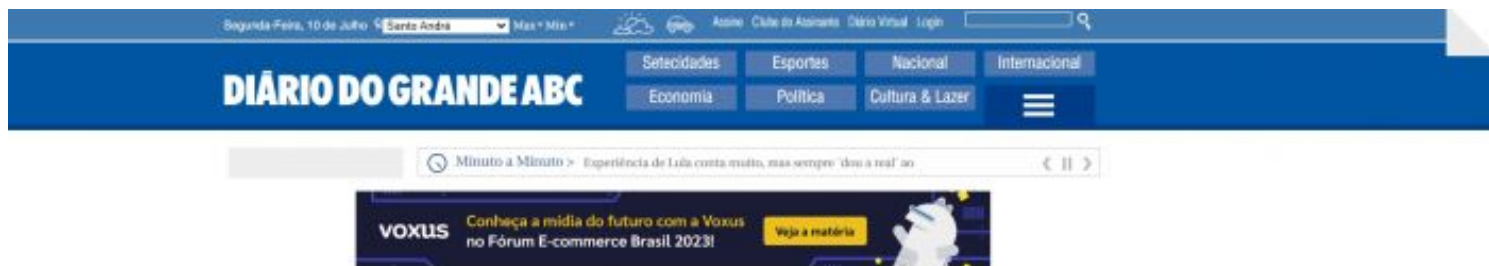 Segunda-Feira, 10 de Julho Santo André Max Min Assine Clube do Assinante Diário Virtual Login
Setecidades Esportes Nacional Internacional
DIÁRIO DO GRANDE ABC
Economia Política Cultura & Lazer
Minuto a Minuto > Experiência de Lula conta muito, mas sempre 'dou a real' ao
voxus
Conheça a mídia do futuro com a Voxus
no Fórum E-commerce Brasil 2023!
Veja a matéria